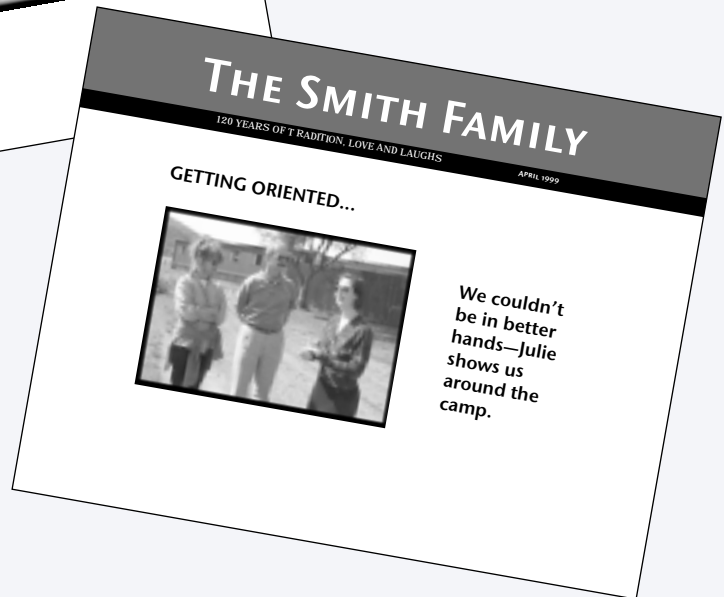 THE SMITH FAMILY
120 YEARS OF T RADITION, LOVE AND LAUGHS
APRIL 1999
GETTING ORIENTED...
We couldn't
be in better
hands—Julie
shows us
around the
camp.